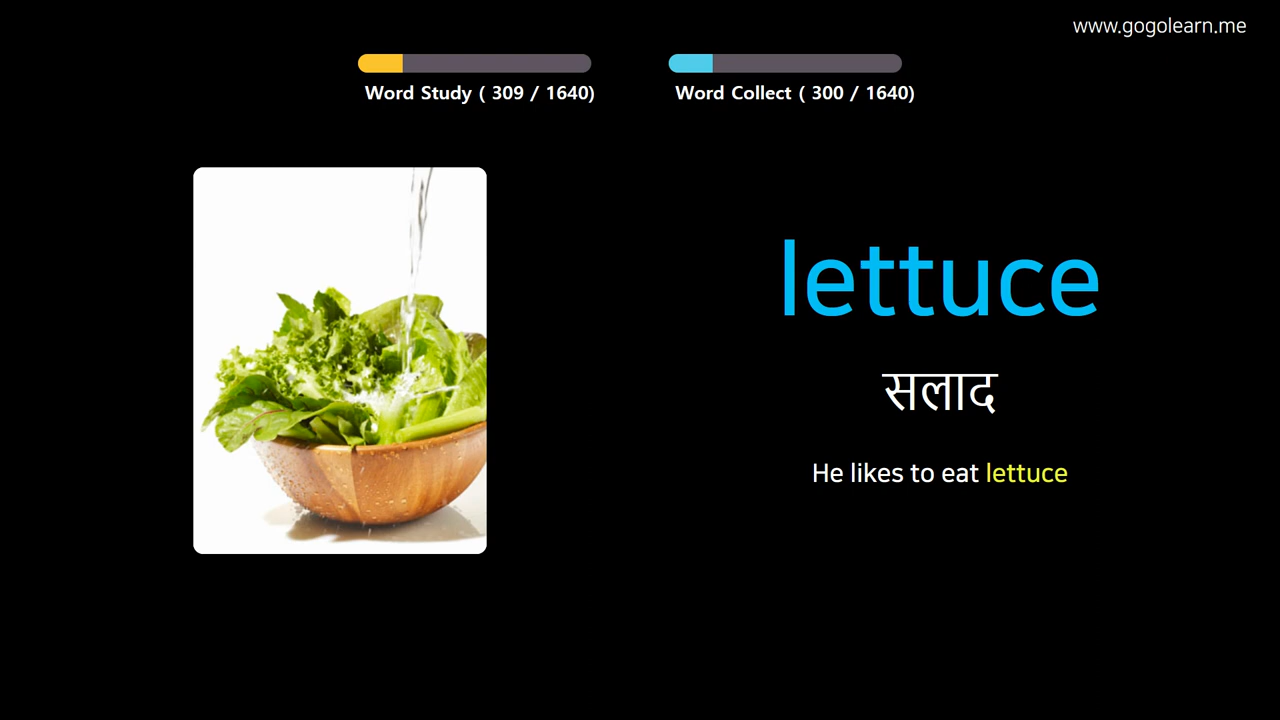 www.gogolearn.me
Word Study ( 309 / 1640)
Word Collect ( 300 / 1640)
lettuce
सलाद
He likes to eat lettuce